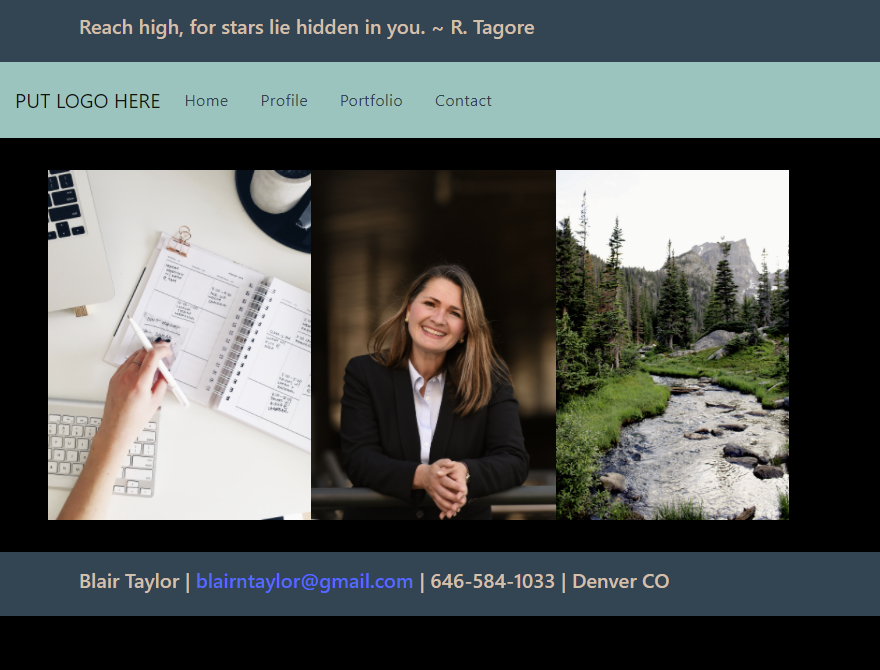 Reach high, for stars lie hidden in you. ~ R. Tagore
PUT LOGO HERE Home Profile Portfolio Contact
Blair Taylor | blairntaylor@gmail.com | 646-584-1033 | Denver CO